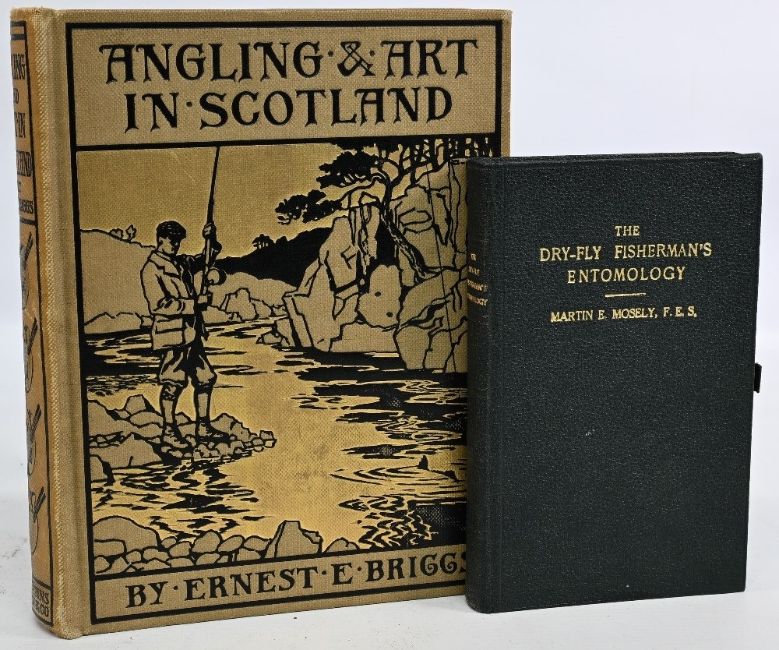 ANGLING · & · ART
IN · SCOTLAND
BY · ERNEST · E · BRIGGS
THE
DRY-FLY FISHERMAN'S
ENTOMOLOGY
MARTIN E. MOSELY, F.E.S.